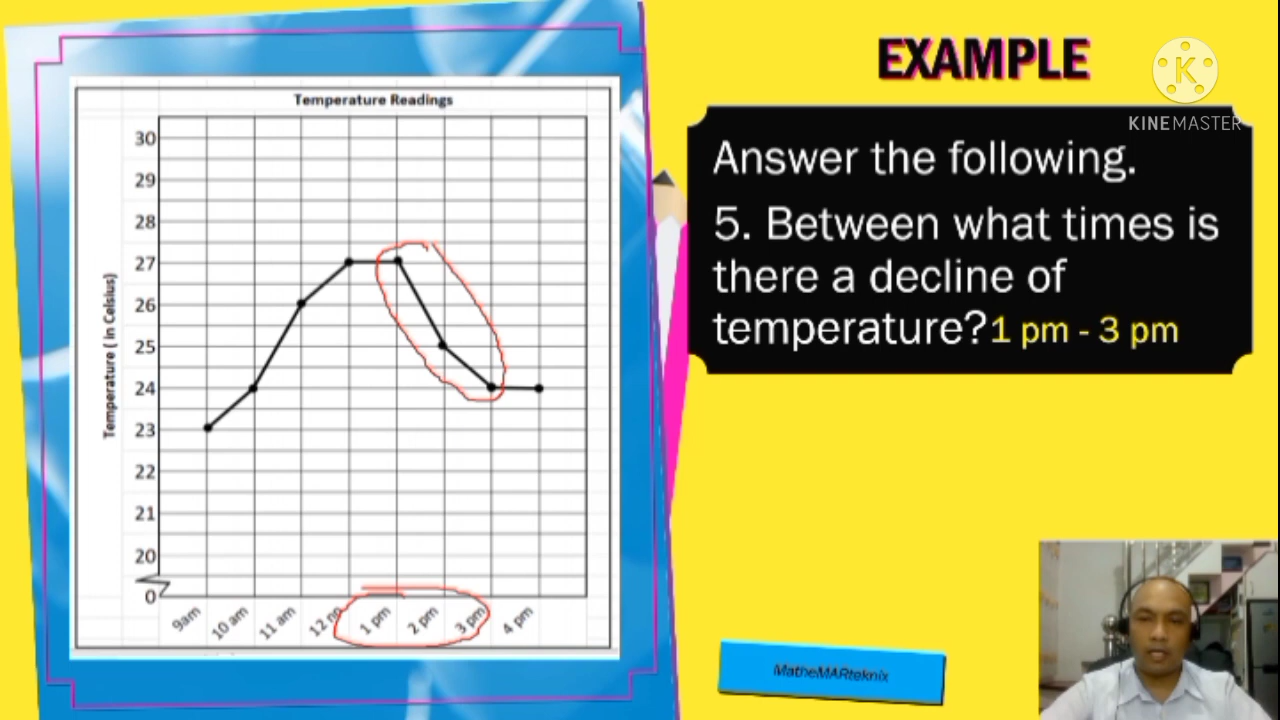 Temperature Readings
30
29
28
27
26
25
24
23
22
21
20
0
Temperature ( in Celsius)
9am
10 am
11 am
12 nn
1 pm
2 pm
3 pm
4 pm
EXAMPLE
KINEMASTER
Answer the following.
5. Between what times is
there a decline of
temperature? 1 pm - 3 pm
MatheMARteknix